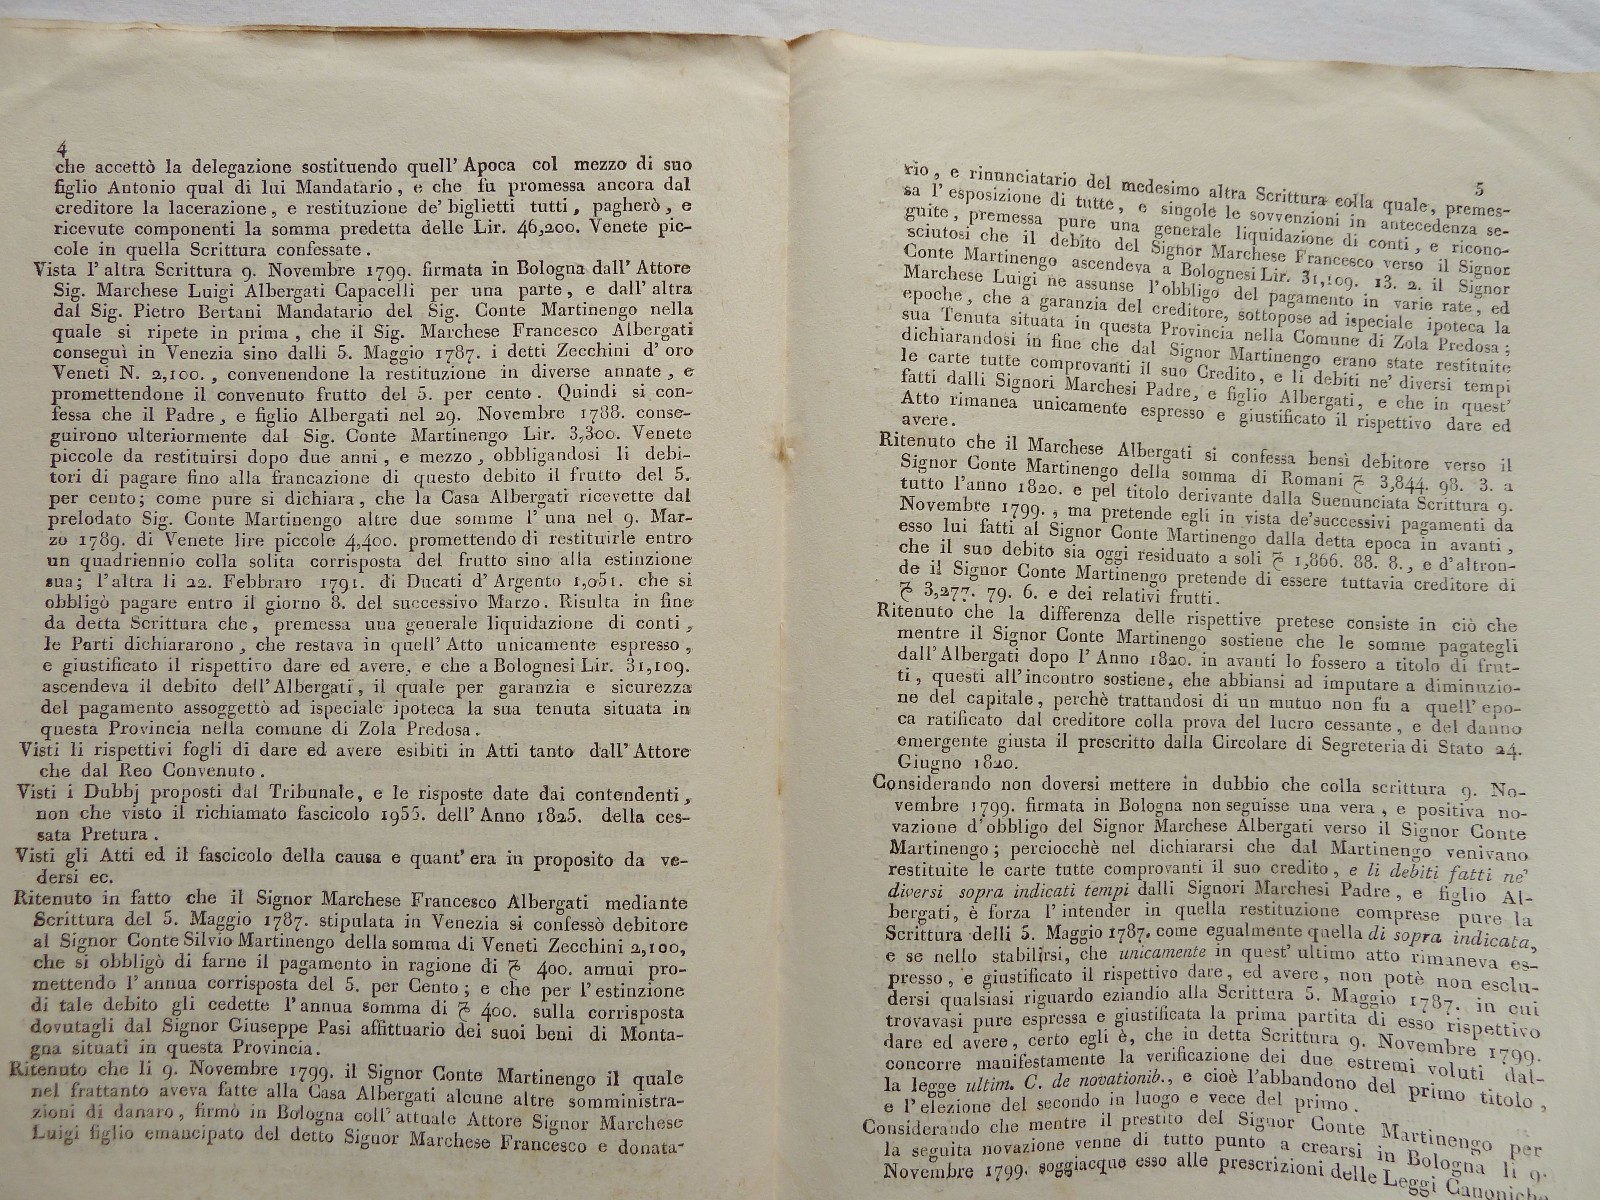 4
che accettò la delegazione sostituendo quell' Apoca col mezzo di suo
figlio Antonio qual di lui Mandatario, e che fu promessa ancora dal
creditore la lacerazione, e restituzione de' biglietti tutti, pagherò, e
ricevute componenti la somma predetta delle Lir. 46,200. Venete pic-
cole in quella Scrittura confessate.
Vista l' altra Scrittura 9. Novembre 1799. firmata in Bologna dall' Attore
Sig. Marchese Luigi Albergati Capacelli per una parte, e dall' altra
dal Sig. Pietro Bertani Mandatario del Sig. Conte Martinengo nella
quale si ripete in prima, che il Sig. Marchese Francesco Albergati
conseguì in Venezia sino dalli 5. Maggio 1787. i detti Zecchini d' oro
Veneti N. 2,100., convenendone la restituzione in diverse annate, e
promettendone il convenuto frutto del 5. per cento. Quindi si con-
fessa che il Padre, e figlio Albergati nel 29. Novembre 1788. conse-
guirono ulteriormente dal Sig. Conte Martinengo Lir. 3,300. Venete
piccole da restituirsi dopo due anni, e mezzo, obbligandosi li debi-
tori di pagare fino alla francazione di questo debito il frutto del 5.
per cento; come pure si dichiara, che la Casa Albergati ricevette dal
prelodato Sig. Conte Martinengo altre due somme l' una nel 9. Mar-
zo 1789. di Venete lire piccole 4,400. promettendo di restituirle entro
un quadriennio colla solita corrisposta del frutto sino alla estinzione
sua; l'altra li 22. Febbraro 1791. di Ducati d' Argento 1,051. che si
obbligò pagare entro il giorno 8. del successivo Marzo. Risulta in fine
da detta Scrittura che, premessa una generale liquidazione di conti,
le Parti dichiararono, che restava in quell' Atto unicamente espresso,
e giustificato il rispettivo dare ed avere, e che a Bolognesi Lir. 31,109.
ascendeva il debito dell' Albergati, il quale per garanzia e sicurezza
del pagamento assoggettò ad ispeciale ipoteca la sua tenuta situata in
questa Provincia nella comune di Zola Predosa.
Visti li rispettivi fogli di dare ed avere esibiti in Atti tanto dall' Attore
che dal Reo Convenuto.
Visti i Dubbj proposti dal Tribunale, e le risposte date dai contendenti,
non che visto il richiamato fascicolo 1955. dell' Anno 1825. della ces-
sata Pretura.
Visti gli Atti ed il fascicolo della causa e quant' era in proposito da ve-
dersi ec.
Ritenuto in fatto che il Signor Marchese Francesco Albergati mediante
Scrittura del 5. Maggio 1787. stipulata in Venezia si confessò debitore
al Signor Conte Silvio Martinengo della somma di Veneti Zecchini 2,100,
che si obbligò di farne il pagamento in ragione di 400. annui pro-
mettendo l' annua corrisposta del 5. per Cento; e che per l' estinzione
di tale debito gli cedette l' annua somma di 400. sulla corrisposta
dovutagli dal Signor Giuseppe Pasi affittuario dei suoi beni di Monta-
gna situati in questa Provincia.
Ritenuto che li 9. Novembre 1799. il Signor Conte Martinengo il quale
nel frattanto aveva fatte alla Casa Albergati alcune altre somministra-
zioni di danaro, firmò in Bologna coll' attuale Attore Signor Marchese
Luigi figlio emancipato del detto Signor Marchese Francesco e donata-
5
rio, e rinunciatario del medesimo altra Scrittura colla quale, premes-
sa l' esposizione di tutte, e singole le sovvenzioni in antecedenza se-
guite, premessa pure una generale liquidazione di conti, e ricono-
sciutosi che il debito del Signor Marchese Francesco verso il Signor
Conte Martinengo ascendeva a Bolognesi Lir. 31,109. 13. 2. il Signor
Marchese Luigi ne assunse l'obbligo del pagamento in varie rate, ed
epoche, che a garanzia del creditore, sottopose ad ispeciale ipoteca la
sua Tenuta situata in questa Provincia nella Comune di Zola Predosa;
dichiarandosi in fine che dal Signor Martinengo erano state restituite
le carte tutte comprovanti il suo Credito, e li debiti ne' diversi tempi
fatti dalli Signori Marchesi Padre, e figlio Albergati, e che in quest'
Atto rimanea unicamente espresso e giustificato il rispettivo dare ed
avere.
Ritenuto che il Marchese Albergati si confessa bensì debitore verso il
Signor Conte Martinengo della somma di Romani 3,844. 98. 3. a
tutto l'anno 1820. e pel titolo derivante dalla Suenunciata Scrittura 9.
Novembre 1799., ma pretende egli in vista de'successivi pagamenti da
esso lui fatti al Signor Conte Martinengo dalla detta epoca in avanti,
che il suo debito sia oggi residuato a soli 1,866. 88. 8., e d'altron-
de il Signor Conte Martinengo pretende di essere tuttavia creditore di
3,277. 79. 6. e dei relativi frutti.
Ritenuto che la differenza delle rispettive pretese consiste in ciò che
mentre il Signor Conte Martinengo sostiene che le somme pagategli
dall' Albergati dopo l' Anno 1820. in avanti lo fossero a titolo di frut-
ti, questi all'incontro sostiene, che abbiansi ad imputare a diminuzio-
ne del capitale, perchè trattandosi di un mutuo non fu a quell' epo-
ca ratificato dal creditore colla prova del lucro cessante, e del danno
emergente giusta il prescritto dalla Circolare di Segreteria di Stato 24.
Giugno 1820.
Considerando non doversi mettere in dubbio che colla scrittura 9. No-
vembre 1799. firmata in Bologna non seguisse una vera, e positiva no-
vazione d'obbligo del Signor Marchese Albergati verso il Signor Conte
Martinengo; perciocchè nel dichiararsi che dal Martinengo venivano
restituite le carte tutte comprovanti il suo credito, e li debiti fatti ne'
diversi sopra indicati tempi dalli Signori Marchesi Padre, e figlio Al-
bergati, è forza l' intender in quella restituzione comprese pure la
Scrittura delli 5. Maggio 1787. come egualmente quella di sopra indicata,
e se nello stabilirsi, che unicamente in quest' ultimo atto rimaneva es-
presso, e giustificato il rispettivo dare, ed avere, non potè non esclu-
dersi qualsiasi riguardo eziandio alla Scrittura 5. Maggio 1787. in cui
trovavasi pure espressa e giustificata la prima partita di esso rispettivo
dare ed avere, certo egli è, che in detta Scrittura 9. Novembre 1799.
concorre manifestamente la verificazione dei due estremi voluti dal-
la legge ultim. C. de novationib., e cioè l'abbandono del primo titolo,
e l' elezione del secondo in luogo e vece del primo.
Considerando che mentre il prestito del Signor Conte Martinengo per
la seguita novazione venne di tutto punto a crearsi in Bologna li 9.
Novembre 1799. soggiacque esso alle prescrizioni delle Leggi Canoniche